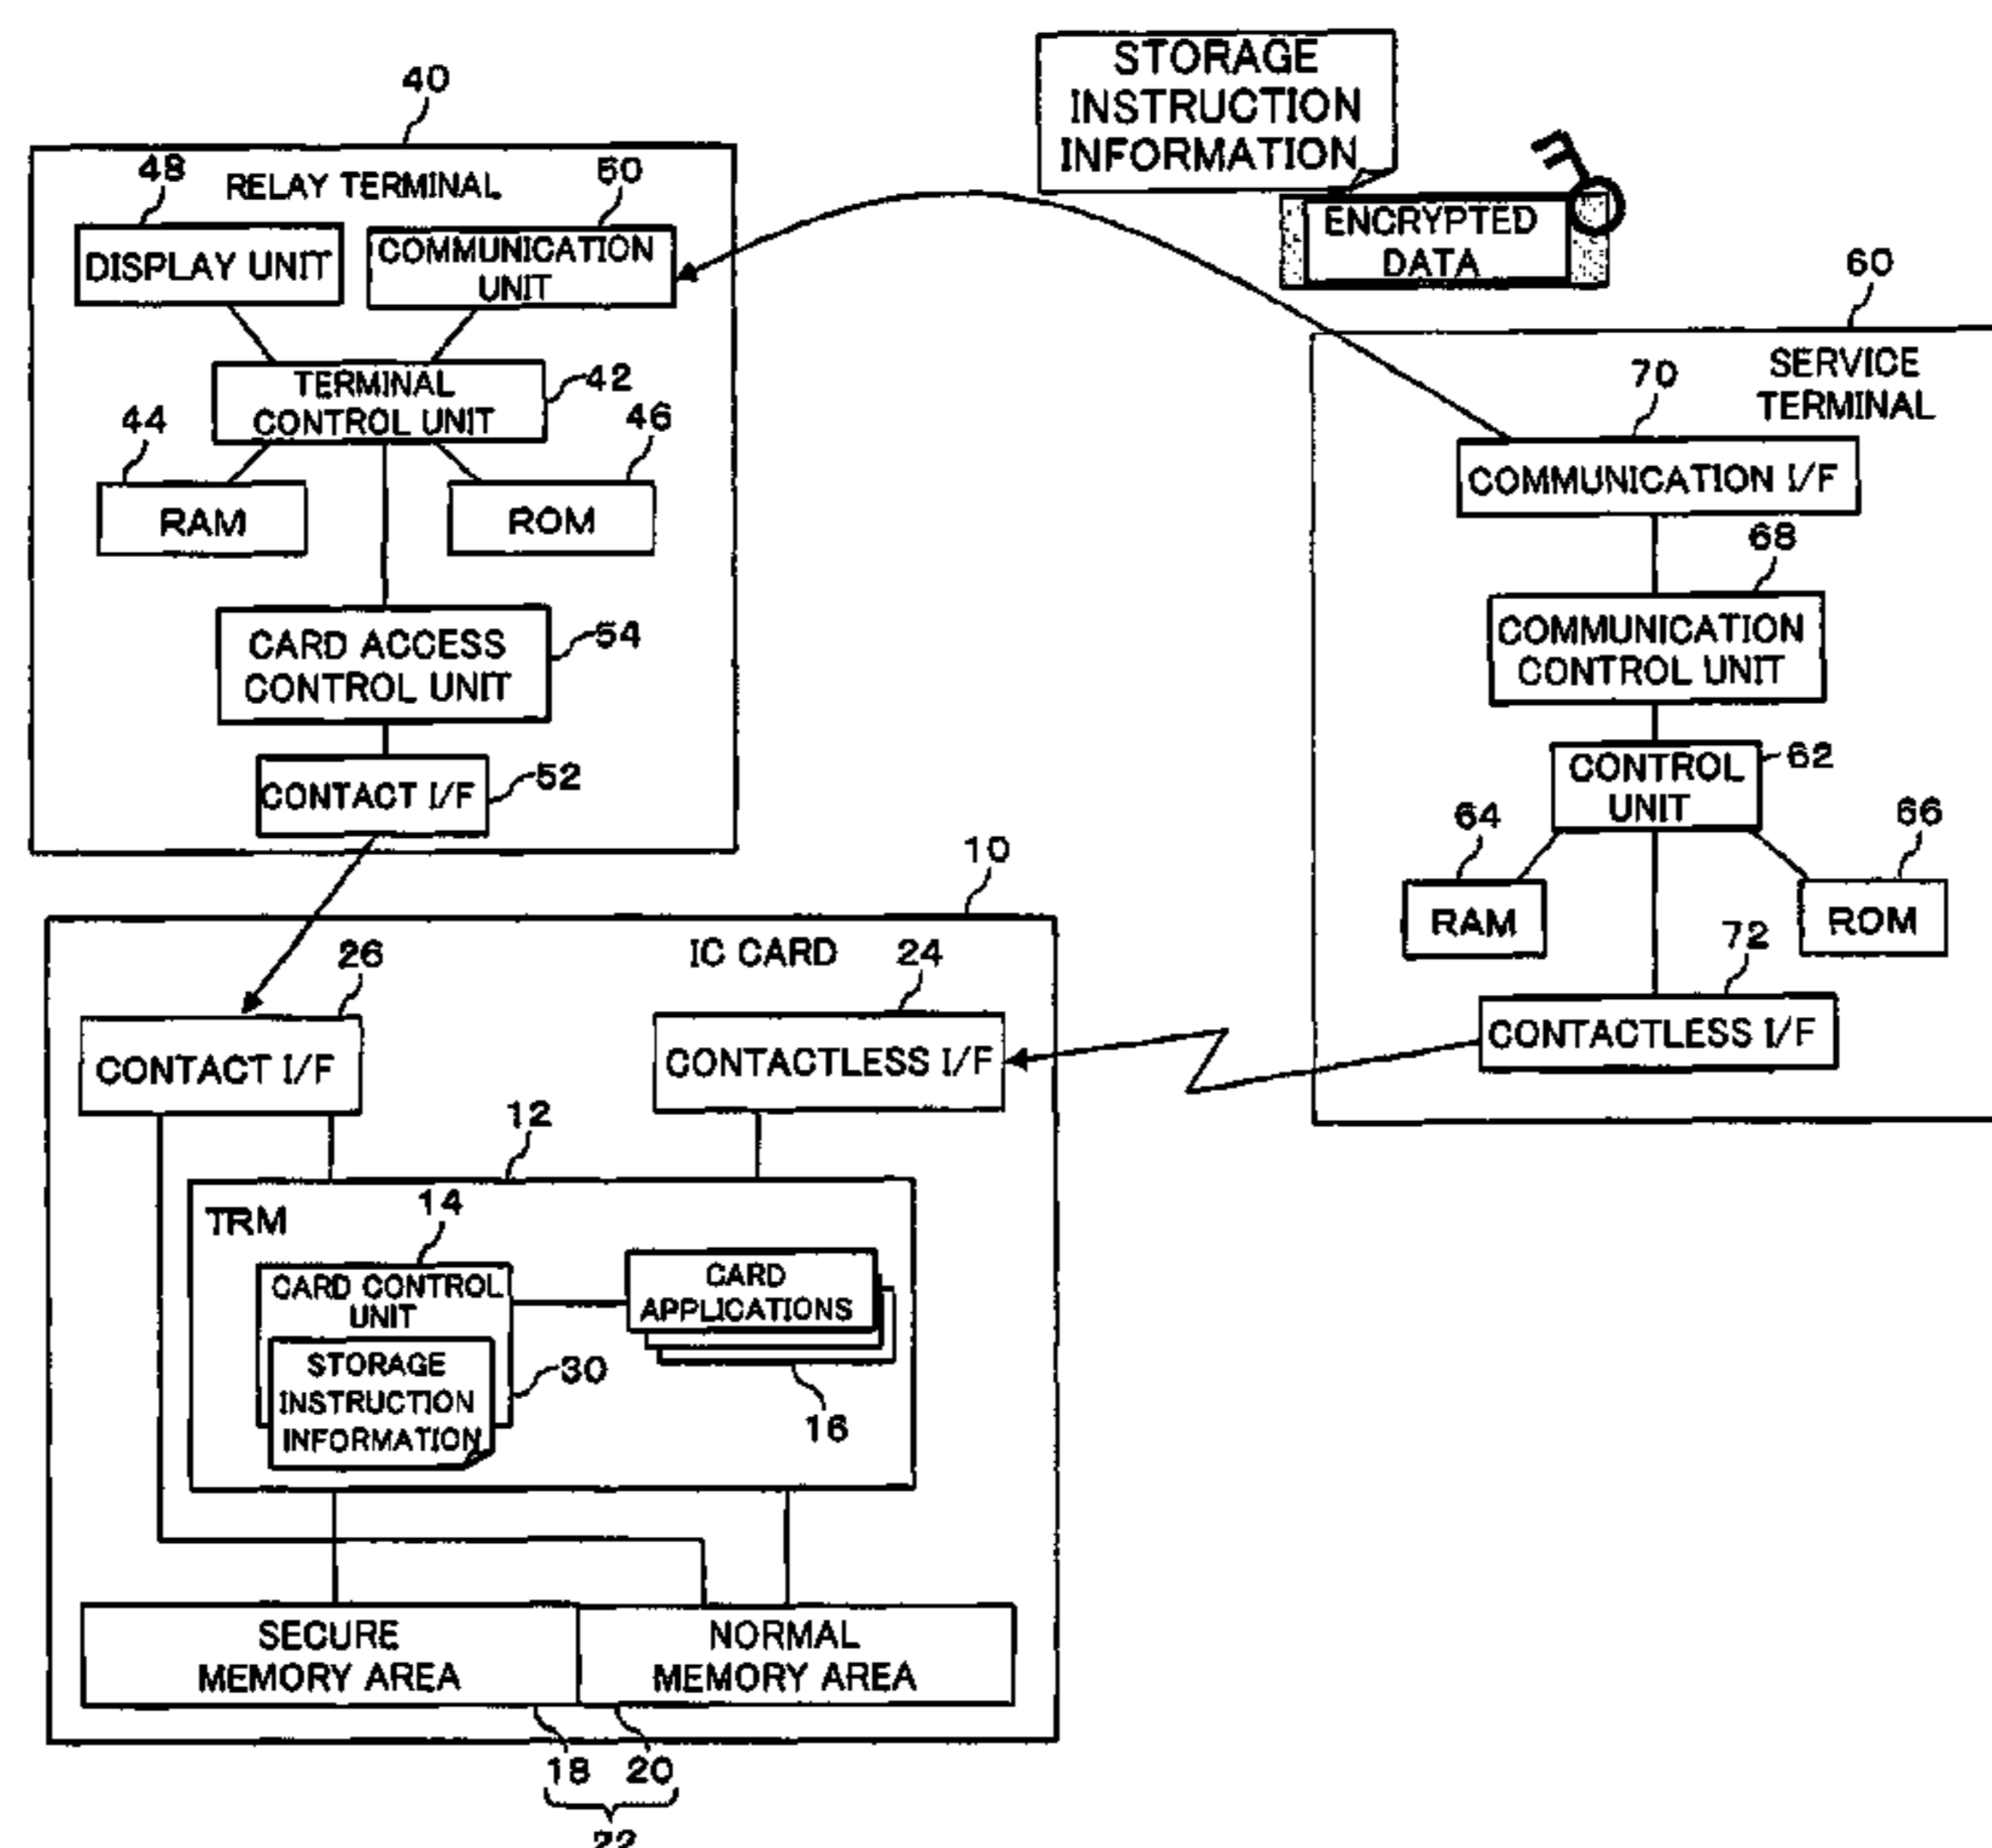 STORAGE
INSTRUCTION
INFORMATION
ENCRYPTED
DATA
40
RELAY TERMINAL
48
50
DISPLAY UNIT
COMMUNICATION
UNIT
TERMINAL
CONTROL UNIT
42
44
46
RAM
ROM
CARD ACCESS
CONTROL UNIT
54
CONTACT I/F
52
60
SERVICE
TERMINAL
70
COMMUNICATION I/F
68
COMMUNICATION
CONTROL UNIT
CONTROL
UNIT
62
64
66
RAM
ROM
72
CONTACTLESS I/F
10
IC CARD
26
24
CONTACT I/F
CONTACTLESS I/F
12
TRM
14
CARD CONTROL
UNIT
STORAGE
INSTRUCTION
INFORMATION
30
CARD
APPLICATIONS
16
SECURE
MEMORY AREA
NORMAL
MEMORY AREA
18
20
22